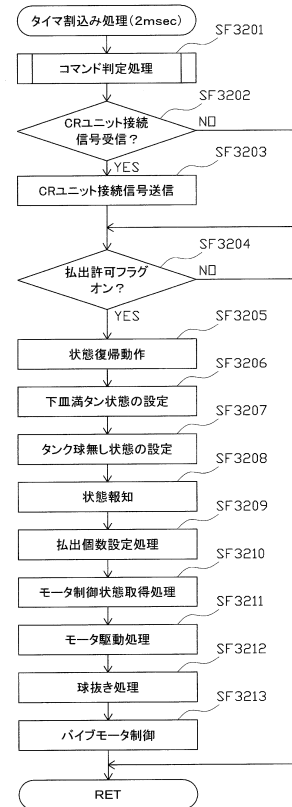 タイマ割込み処理(2msec)
SF3201
コマンド判定処理
SF3202
CRユニット接続
信号受信?
NO
YES
SF3203
CRユニット接続信号送信
SF3204
払出許可フラグ
オン?
NO
YES
SF3205
状態復帰動作
SF3206
下皿満タン状態の設定
SF3207
タンク球無し状態の設定
SF3208
状態報知
SF3209
払出個数設定処理
SF3210
モータ制御状態取得処理
SF3211
モータ駆動処理
SF3212
球抜き処理
SF3213
バイブモータ制御
RET